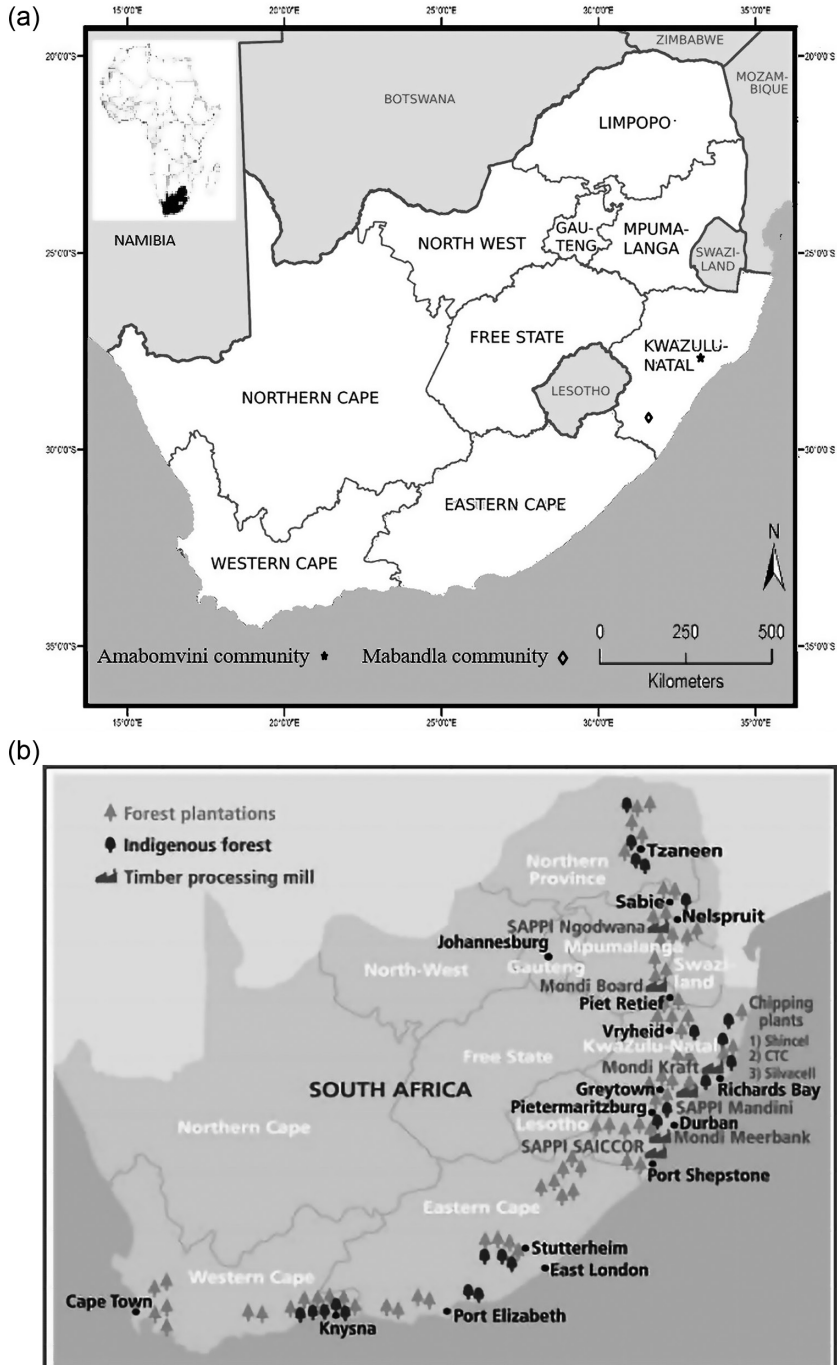 (a)
15°0'0"E 20°0'0"E 25°0'0"E 30°0'0"E 35°0'0"E
20°0'0"S
25°0'0"S
30°0'0"S
35°0'0"S
ZIMBABWE
MOZAM-
BIQUE
BOTSWANA
LIMPOPO
NAMIBIA
NORTH WEST
GAU-
TENG
MPUMA-
LANGA
SWAZI-
LAND
FREE STATE
KWAZULU-
NATAL
LESOTHO
NORTHERN CAPE
EASTERN CAPE
WESTERN CAPE
N
0 250 500
Kilometers
Amabomvini community
Mabandla community
20°0'0"S
25°0'0"S
30°0'0"S
35°0'0"S
15°0'0"E 20°0'0"E 25°0'0"E 30°0'0"E 35°0'0"E
(b)
Forest plantations
Indigenous forest
Timber processing mill
Northern
Province
Tzaneen
Sabie
Nelspruit
SAPPI Ngodwana
Johannesburg
Mpumalanga
North-West
Gauteng
Swazi-
land
Mondi Board
Piet Retief
Chipping
plants
1) Shincel
2) CTC
3) Silvacell
Vryheid
KwaZulu-Natal
Free State
Mondi Kraft
SOUTH AFRICA
Greytown
Richards Bay
Pietermaritzburg
SAPPI Mandini
Lesotho
Durban
Mondi Meerbank
Northern Cape
SAPPI SAICCOR
Port Shepstone
Eastern Cape
Stutterheim
East London
Western Cape
Cape Town
Knysna
Port Elizabeth